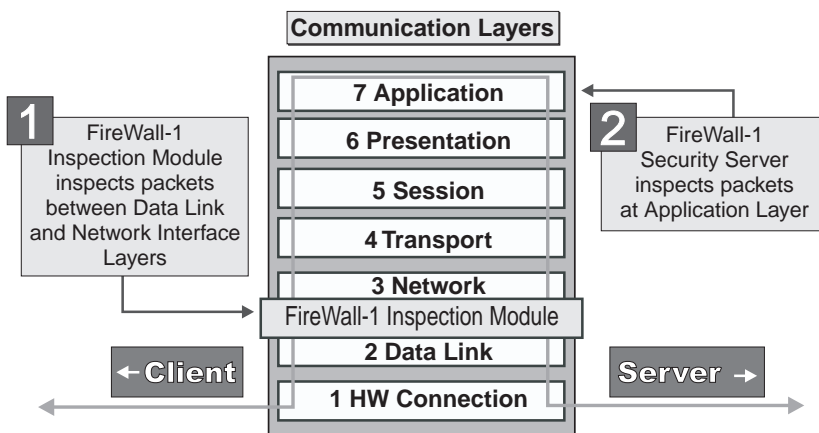 Communication Layers
1
FireWall-1
Inspection Module
inspects packets
between Data Link
and Network Interface
Layers
7 Application
6 Presentation
5 Session
4 Transport
3 Network
FireWall-1 Inspection Module
2 Data Link
1 HW Connection
2
FireWall-1
Security Server
inspects packets
at Application Layer
←Client
Server →